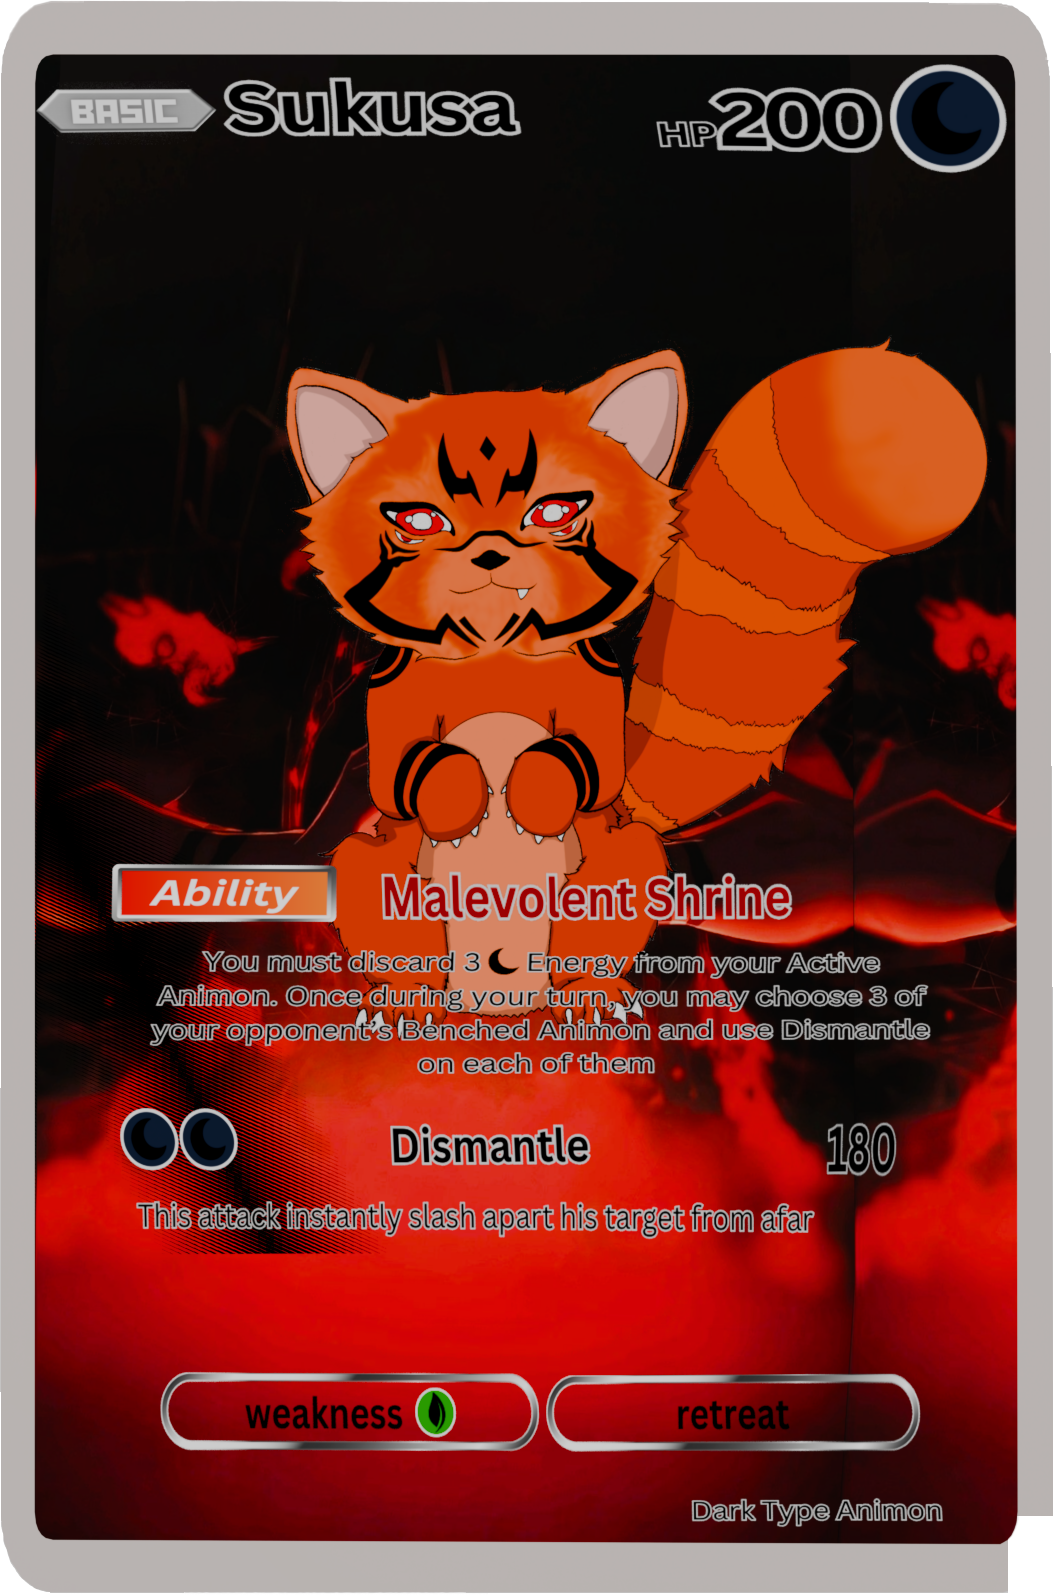 BASIC Sukusa HP200
Ability Malevolent Shrine
You must discard 3 Energy from your Active
Animon. Once during your turn, you may choose 3 of
your opponent's Benched Animon and use Dismantle
on each of them
Dismantle 180
This attack instantly slash apart his target from afar
weakness retreat
Dark Type Animon